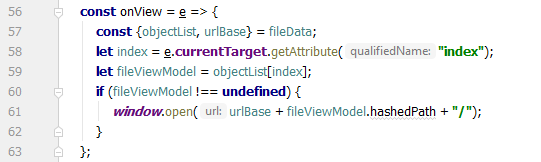 56 const onView = e => {
57 const {objectList, urlBase} = fileData;
58 let index = e.currentTarget.getAttribute( qualifiedName: "index");
59 let fileViewModel = objectList[index];
60 if (fileViewModel !== undefined) {
61 window.open( url: urlBase + fileViewModel.hashedPath + "/");
62 }
63 };